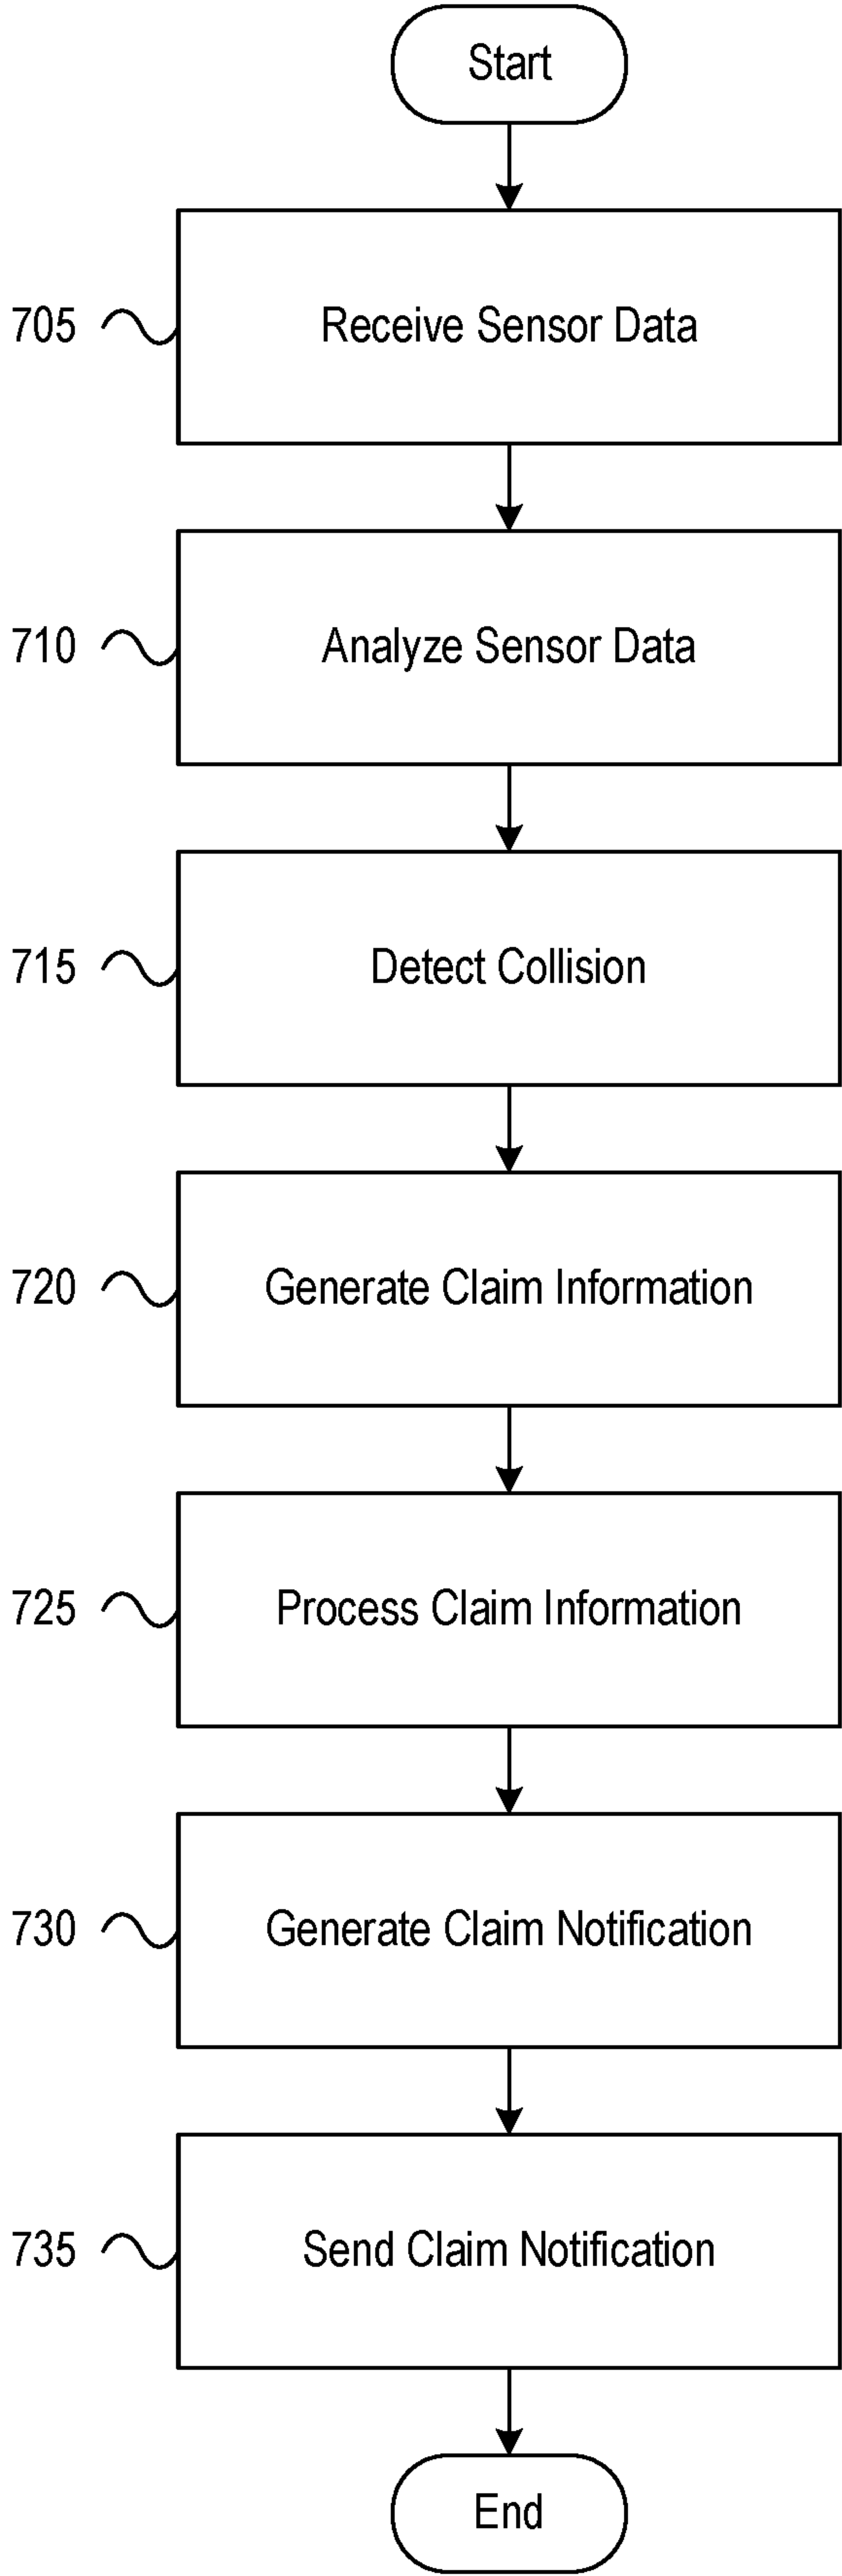 Start
705 Receive Sensor Data
710 Analyze Sensor Data
715 Detect Collision
720 Generate Claim Information
725 Process Claim Information
730 Generate Claim Notification
735 Send Claim Notification
End